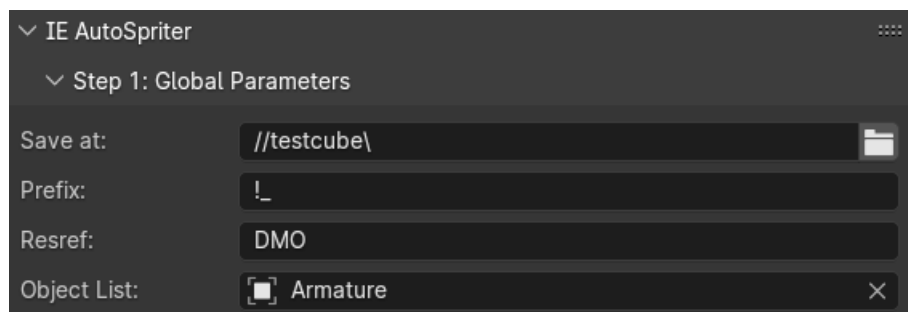 IE AutoSpriter
Step 1: Global Parameters
Save at: //testcube\
Prefix: !_
Resref: DMO
Object List: Armature